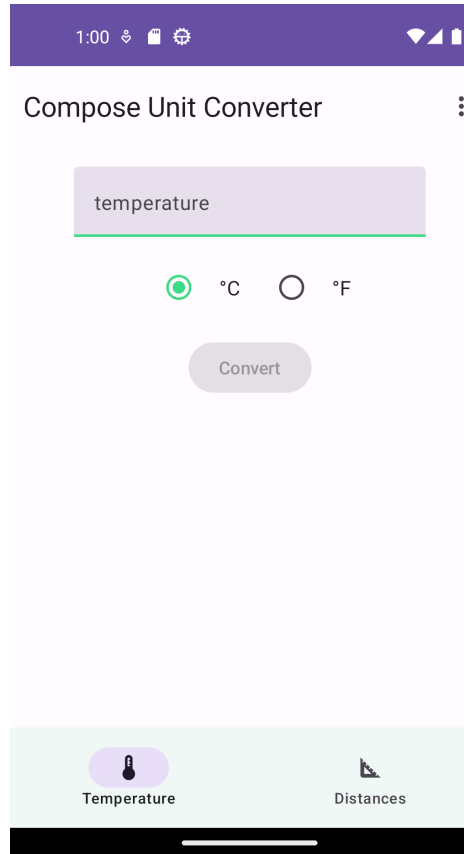 1:00
Compose Unit Converter
temperature
°C °F
Convert
Temperature Distances